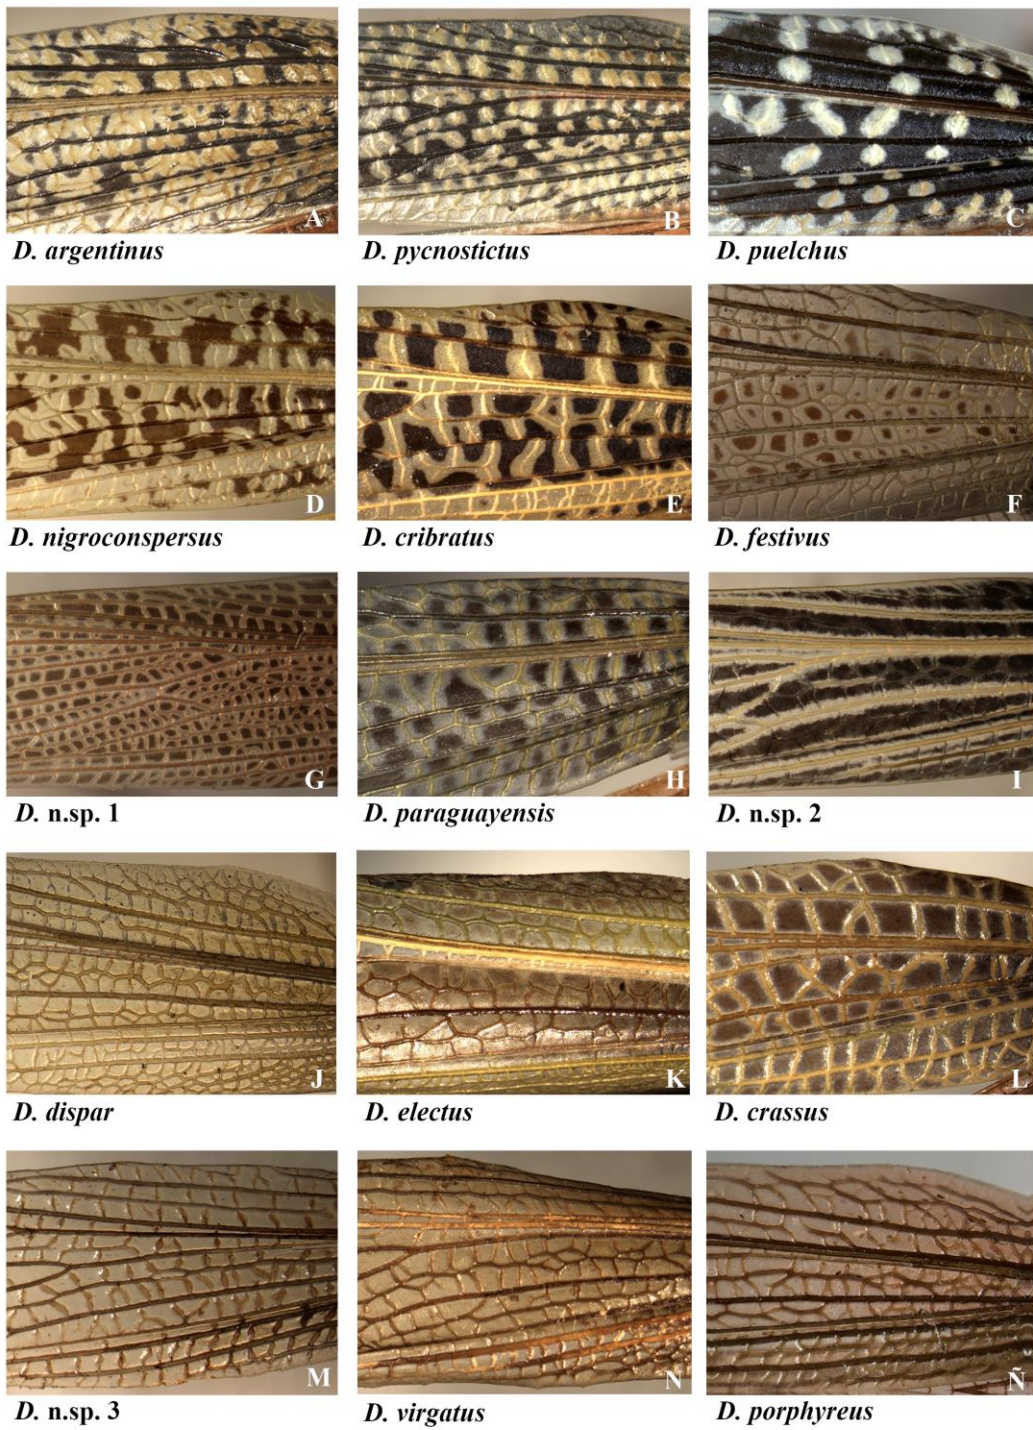 A B C
D. argentinus D. pycnostictus D. puelchus
D E F
D. nigroconspersus D. cribratus D. festivus
G H I
D. n.sp. 1 D. paraguayensis D. n.sp. 2
J K L
D. dispar D. electus D. crassus
M N Ñ
D. n.sp. 3 D. virgatus D. porphyreus